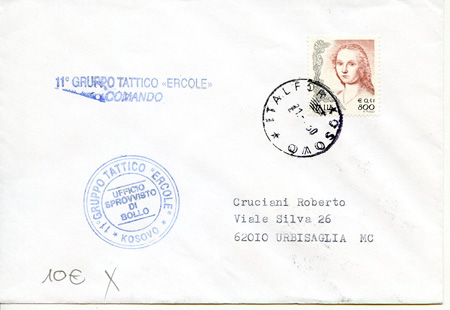 11° GRUPPO TATTICO «ERCOLE»
COMANDO
ITALFOR KOSOVO
€ 0,41
800
11° GRUPPO TATTICO "ERCOLE"
UFFICIO
SPROVVISTO
DI
BOLLO
* KOSOVO *
Cruciani Roberto
Viale Silva 26
62010 URBISAGLIA MC
10€ X